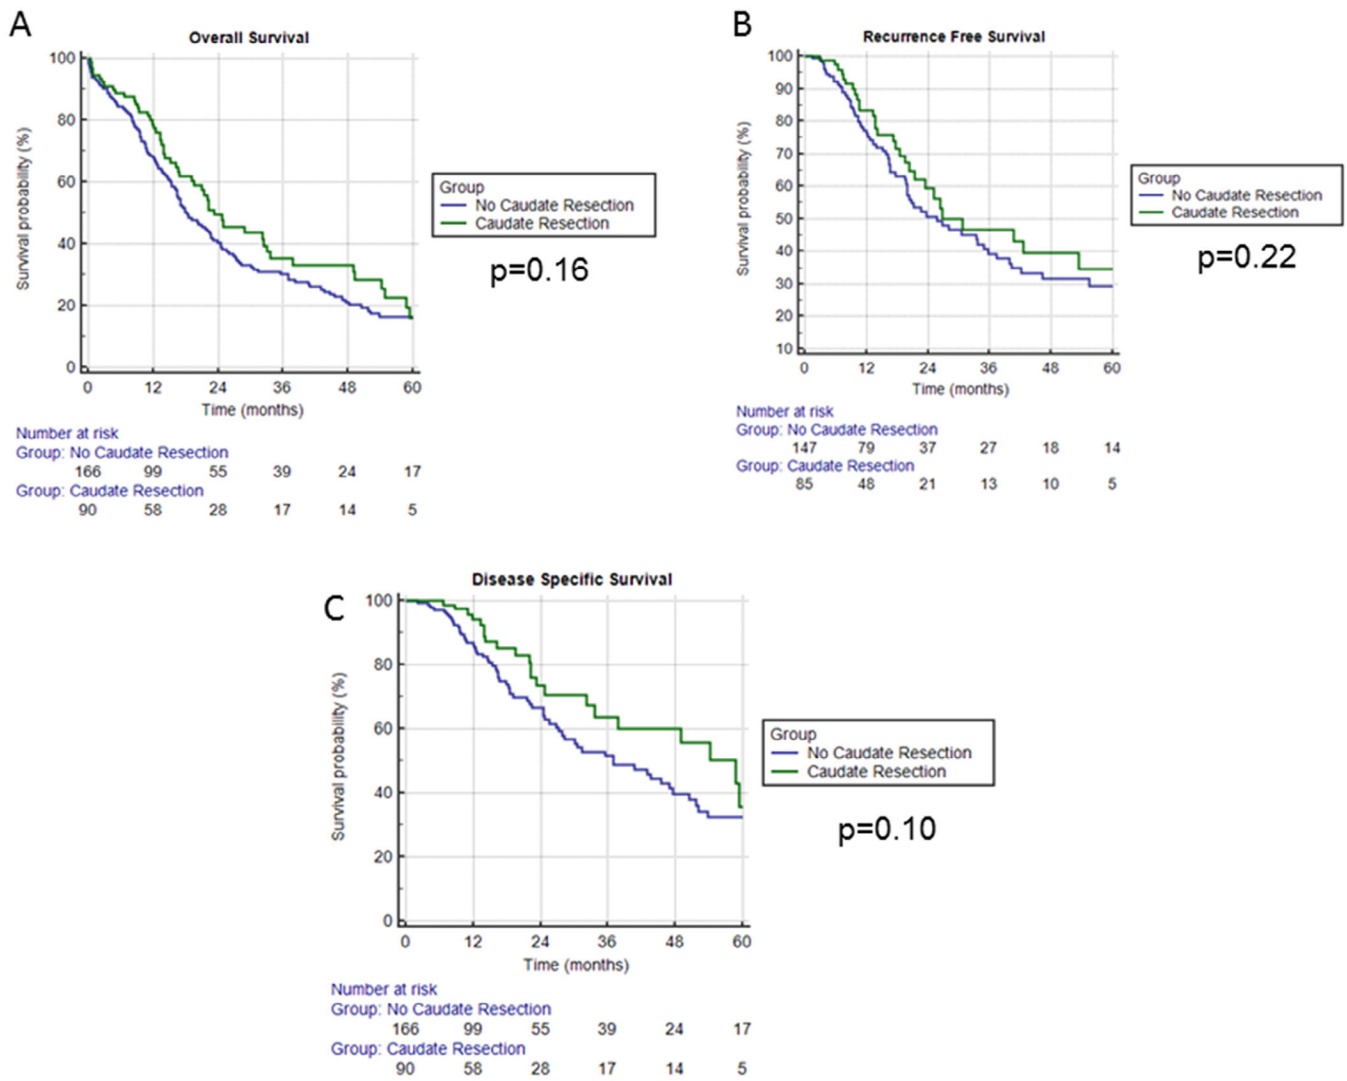 A
Overall Survival
Survival probability (%)
100
80
60
40
20
0
0 12 24 36 48 60
Time (months)
Group
No Caudate Resection
Caudate Resection
p=0.16
Number at risk
Group: No Caudate Resection
166 99 55 39 24 17
Group: Caudate Resection
90 58 28 17 14 5
B
Recurrence Free Survival
Survival probability (%)
100
90
80
70
60
50
40
30
20
10
0 12 24 36 48 60
Time (months)
Group
No Caudate Resection
Caudate Resection
p=0.22
Number at risk
Group: No Caudate Resection
147 79 37 27 18 14
Group: Caudate Resection
85 48 21 13 10 5
C
Disease Specific Survival
Survival probability (%)
100
80
60
40
20
0
0 12 24 36 48 60
Time (months)
Group
No Caudate Resection
Caudate Resection
p=0.10
Number at risk
Group: No Caudate Resection
166 99 55 39 24 17
Group: Caudate Resection
90 58 28 17 14 5